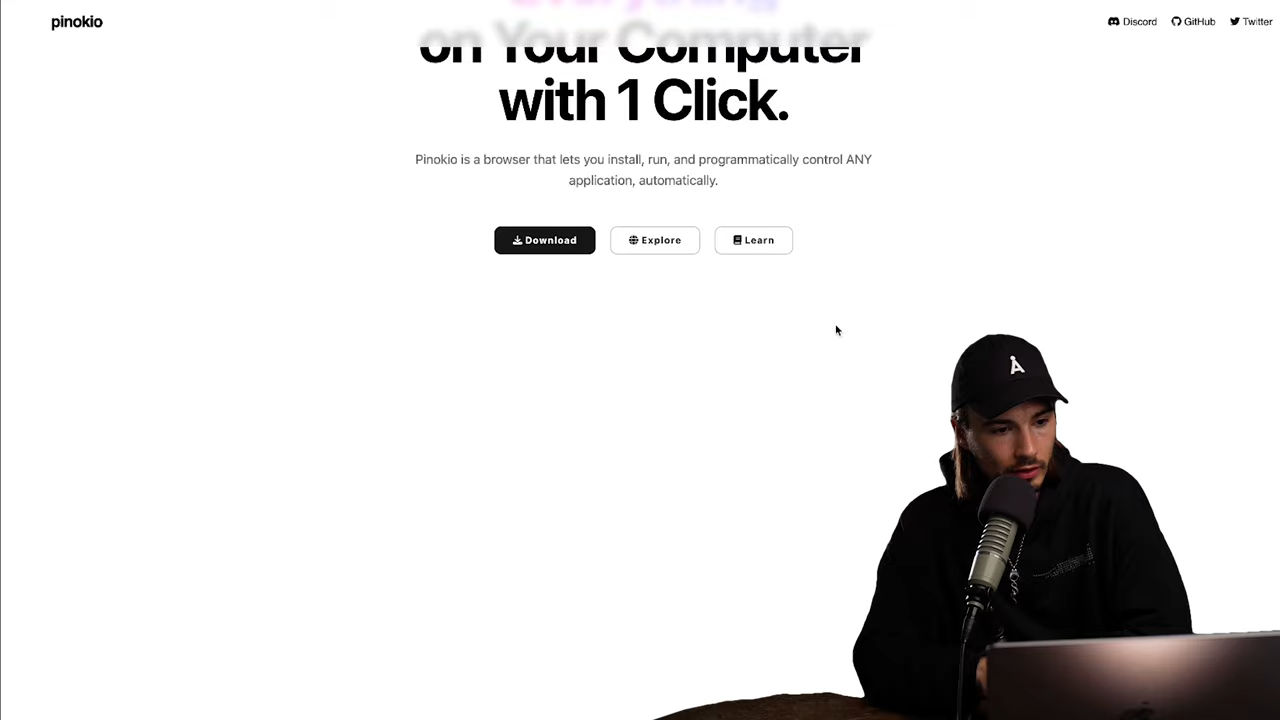 pinokio
Discord GitHub Twitter
Everything
on Your Computer
with 1 Click.
Pinokio is a browser that lets you install, run, and programmatically control ANY
application, automatically.
Download Explore Learn
Å